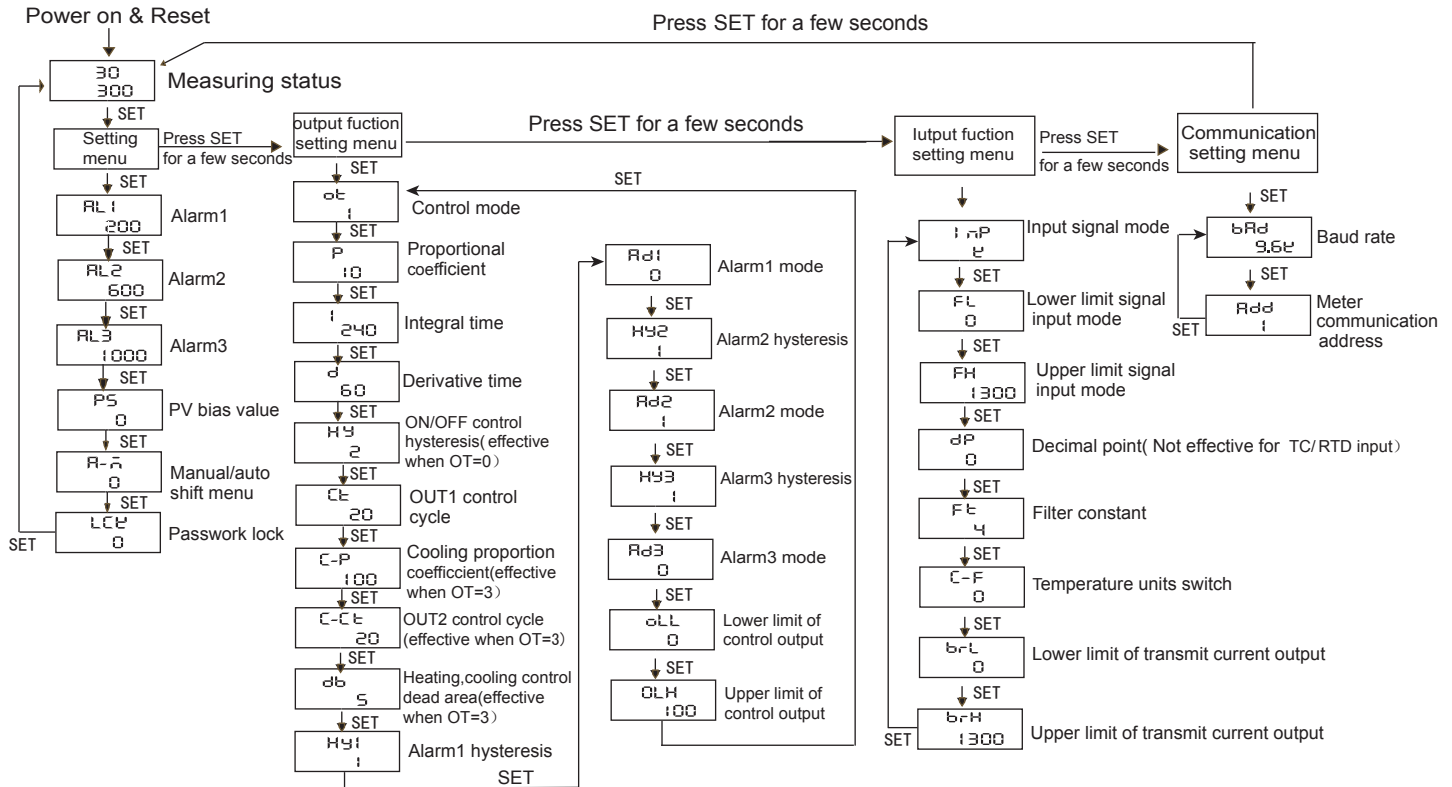 Power on & Reset
Press SET for a few seconds
30
300
Measuring status
SET
Setting
menu
Press SET
for a few seconds
output fuction
setting menu
Press SET for a few seconds
Iutput fuction
setting menu
Press SET
for a few seconds
Communication
setting menu
SET
AL1
200
Alarm1
SET
AL2
600
Alarm2
SET
AL3
1000
Alarm3
SET
PS
0
PV bias value
SET
A-M
0
Manual/auto
shift menu
SET
LCK
0
Passwork lock
SET
SET
ot
1
Control mode
SET
SET
P
10
Proportional
coefficient
SET
I
240
Integral time
SET
d
60
Derivative time
SET
HY
2
ON/OFF control
hysteresis( effective
when OT=0）
SET
Ct
20
OUT1 control
cycle
SET
C-P
100
Cooling proportion
coefficcient(effective
when OT=3）
SET
C-Ct
20
OUT2 control cycle
(effective when OT=3）
SET
db
5
Heating,cooling control
dead area(effective
when OT=3）
SET
HY1
1
Alarm1 hysteresis
SET
Ad1
0
Alarm1 mode
SET
HY2
1
Alarm2 hysteresis
SET
Ad2
1
Alarm2 mode
SET
HY3
1
Alarm3 hysteresis
SET
Ad3
0
Alarm3 mode
SET
oLL
0
Lower limit of
control output
SET
OLH
100
Upper limit of
control output
InP
K
Input signal mode
SET
FL
0
Lower limit signal
input mode
SET
FH
1300
Upper limit signal
input mode
SET
dP
0
Decimal point( Not effective for TC/RTD input）
SET
Ft
4
Filter constant
SET
C-F
0
Temperature units switch
SET
brL
0
Lower limit of transmit current output
SET
brH
1300
Upper limit of transmit current output
SET
SET
bAd
9.6K
Baud rate
SET
Add
1
Meter
communication
address
SET